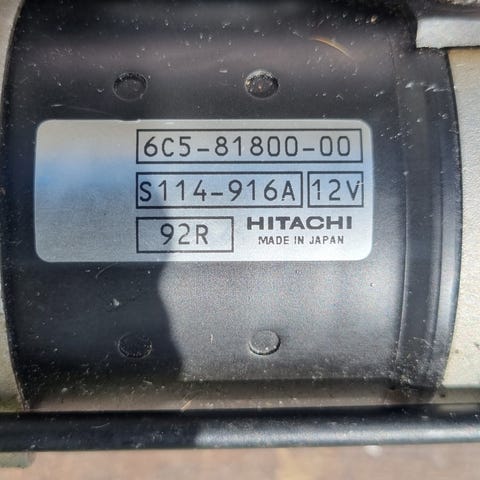 6C5-81800-00
S114-916A 12V
92R HITACHI
MADE IN JAPAN